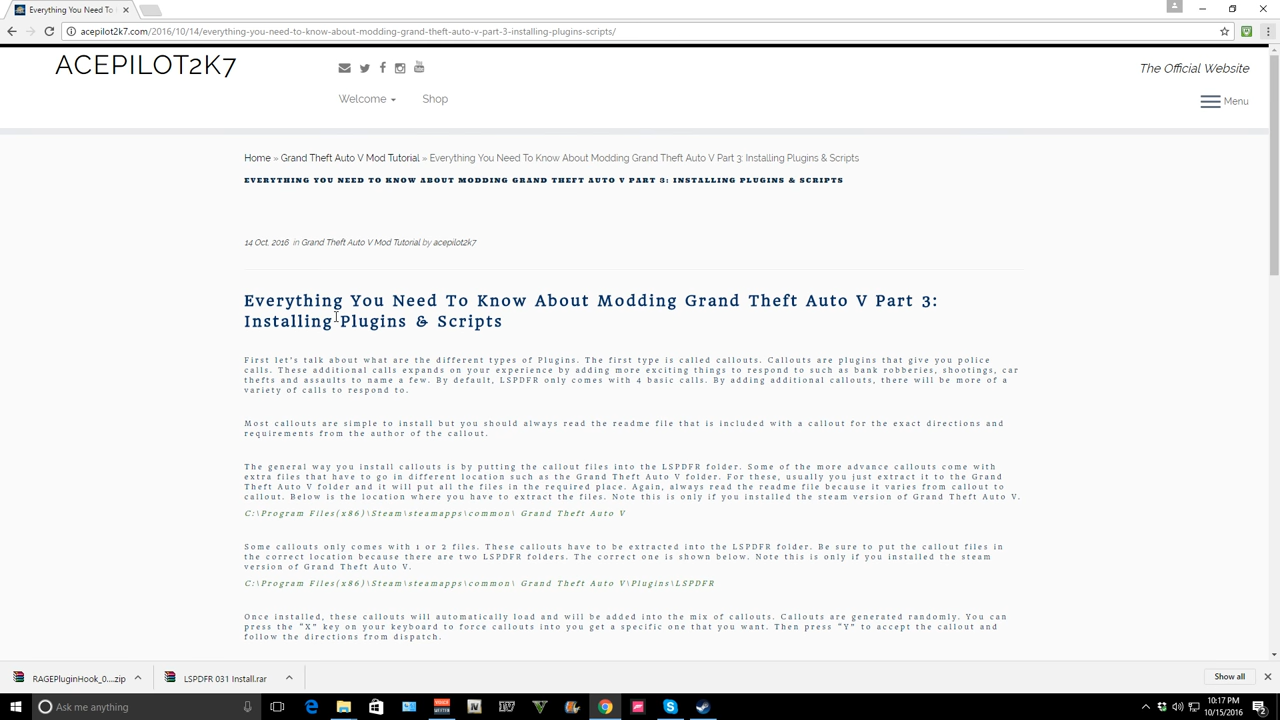 Everything You Need To
acepilot2k7.com/2016/10/14/everything-you-need-to-know-about-modding-grand-theft-auto-v-part-3-installing-plugins-scripts/
ACEPILOT2K7
The Official Website
Welcome
Shop
Menu
Home » Grand Theft Auto V Mod Tutorial » Everything You Need To Know About Modding Grand Theft Auto V Part 3: Installing Plugins & Scripts
EVERYTHING YOU NEED TO KNOW ABOUT MODDING GRAND THEFT AUTO V PART 3: INSTALLING PLUGINS & SCRIPTS
14 Oct, 2016 in Grand Theft Auto V Mod Tutorial by acepilot2k7
Everything You Need To Know About Modding Grand Theft Auto V Part 3:
Installing Plugins & Scripts
First let's talk about what are the different types of Plugins. The first type is called callouts. Callouts are plugins that give you police
calls. These additional calls expands on your experience by adding more exciting things to respond to such as bank robberies, shootings, car
thefts and assaults to name a few. By default, LSPDFR only comes with 4 basic calls. By adding additional callouts, there will be more of a
variety of calls to respond to.
Most callouts are simple to install but you should always read the readme file that is included with a callout for the exact directions and
requirements from the author of the callout.
The general way you install callouts is by putting the callout files into the LSPDFR folder. Some of the more advance callouts come with
extra files that have to go in different location such as the Grand Theft Auto V folder. For these, usually you just extract it to the Grand
Theft Auto V folder and it will put all the files in the required place. Again, always read the readme file because it varies from callout to
callout. Below is the location where you have to extract the files. Note this is only if you installed the steam version of Grand Theft Auto V.
C:\Program Files(x86)\Steam\steamapps\common\ Grand Theft Auto V
Some callouts only comes with 1 or 2 files. These callouts have to be extracted into the LSPDFR folder. Be sure to put the callout files in
the correct location because there are two LSPDFR folders. The correct one is shown below. Note this is only if you installed the steam
version of Grand Theft Auto V.
C:\Program Files(x86)\Steam\steamapps\common\ Grand Theft Auto V\Plugins\LSPDFR
Once installed, these callouts will automatically load and will be added into the mix of callouts. Callouts are generated randomly. You can
press the "X" key on your keyboard to force callouts into you get a specific one that you want. Then press "Y" to accept the callout and
follow the directions from dispatch.
RAGEPluginHook_0....zip
LSPDFR 031 Install.rar
Show all
Ask me anything
10:17 PM
10/15/2016